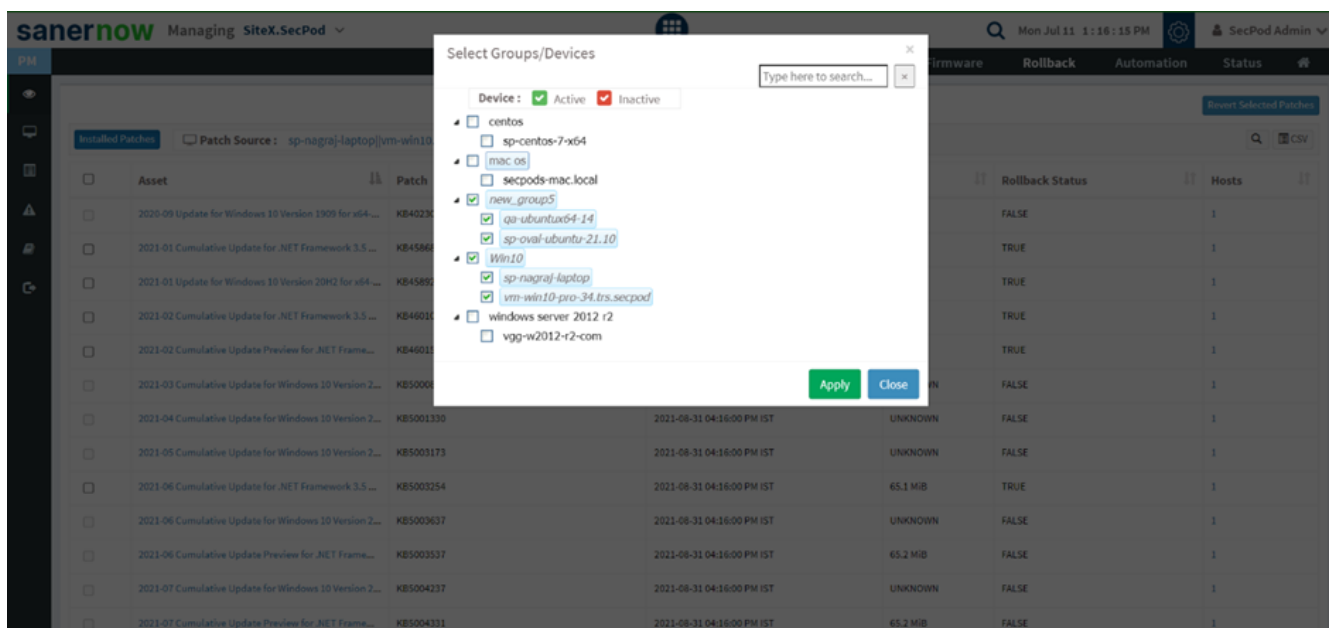 sanernow Managing SiteX.SecPod Mon Jul 11 1:16:15 PM SecPod Admin
PM Firmware Rollback Automation Status
Select Groups/Devices ×
Type here to search... ×
Device : Active Inactive
centos
sp-centos-7-x64
mac os
secpods-mac.local
new_group5
qa-ubuntux64-14
sp-oval-ubuntu-21.10
Win10
sp-nagraj-laptop
vm-win10-pro-34.trs.secpod
windows server 2012 r2
vgg-w2012-r2-com
Apply Close
Revert Selected Patches
Installed Patches Patch Source : sp-nagraj-laptop||vm-win10 CSV
Asset Patch Rollback Status Hosts
2020-09 Update for Windows 10 Version 1909 for x64-... KB40230 FALSE 1
2021-01 Cumulative Update for .NET Framework 3.5 ... TRUE 1
2021-01 Update for Windows 10 Version 20H2 for x64-... KB45892 TRUE 1
2021-02 Cumulative Update for .NET Framework 3.5 ... KB46010 TRUE 1
2021-02 Cumulative Update Preview for .NET Frame... KB46015 TRUE 1
2021-03 Cumulative Update for Windows 10 Version 2... KB50008 FALSE 1
2021-04 Cumulative Update for Windows 10 Version 2... KB5001330 2021-08-31 04:16:00 PM IST UNKNOWN FALSE 1
2021-05 Cumulative Update for Windows 10 Version 2... KB5003173 2021-08-31 04:16:00 PM IST UNKNOWN FALSE 1
2021-06 Cumulative Update for .NET Framework 3.5 ... KB5003254 2021-08-31 04:16:00 PM IST 65.1 MiB TRUE 1
2021-06 Cumulative Update for Windows 10 Version 2... KB5003637 2021-08-31 04:16:00 PM IST UNKNOWN FALSE 1
2021-06 Cumulative Update Preview for .NET Frame... KB5003537 2021-08-31 04:16:00 PM IST 65.2 MiB FALSE 1
2021-07 Cumulative Update for Windows 10 Version 2... KB5004237 2021-08-31 04:16:00 PM IST UNKNOWN FALSE 1
2021-07 Cumulative Update Preview for .NET Frame... KB5004331 2021-08-31 04:16:00 PM IST 65.2 MiB FALSE 1